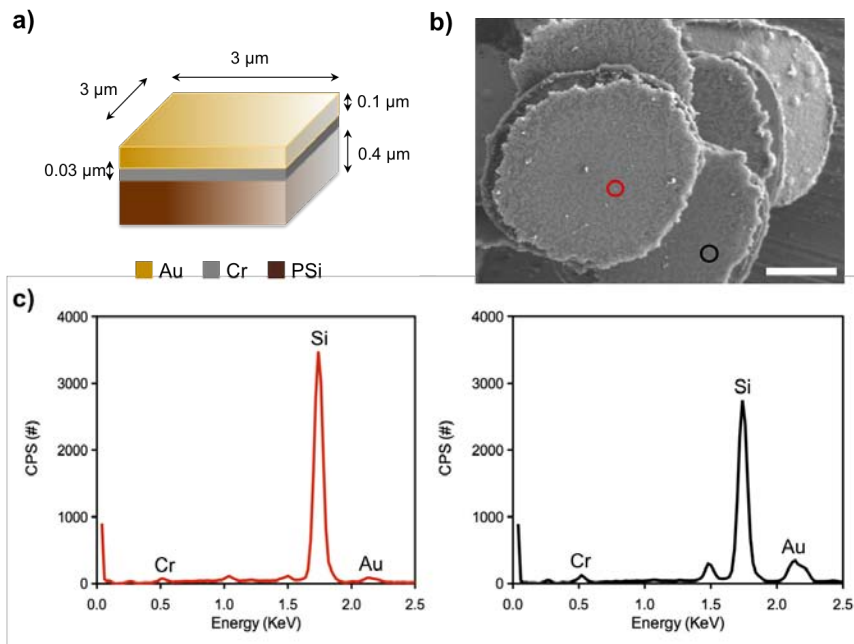 a)
3 µm
3 µm
0.1 µm
0.03 µm
0.4 µm
Au Cr PSi
b)
c)
4000
3000
2000
1000
0
CPS (#)
Si
Cr
Au
0.0 0.5 1.0 1.5 2.0 2.5
Energy (KeV)
4000
3000
2000
1000
0
CPS (#)
Si
Cr
Au
0.0 0.5 1.0 1.5 2.0 2.5
Energy (KeV)